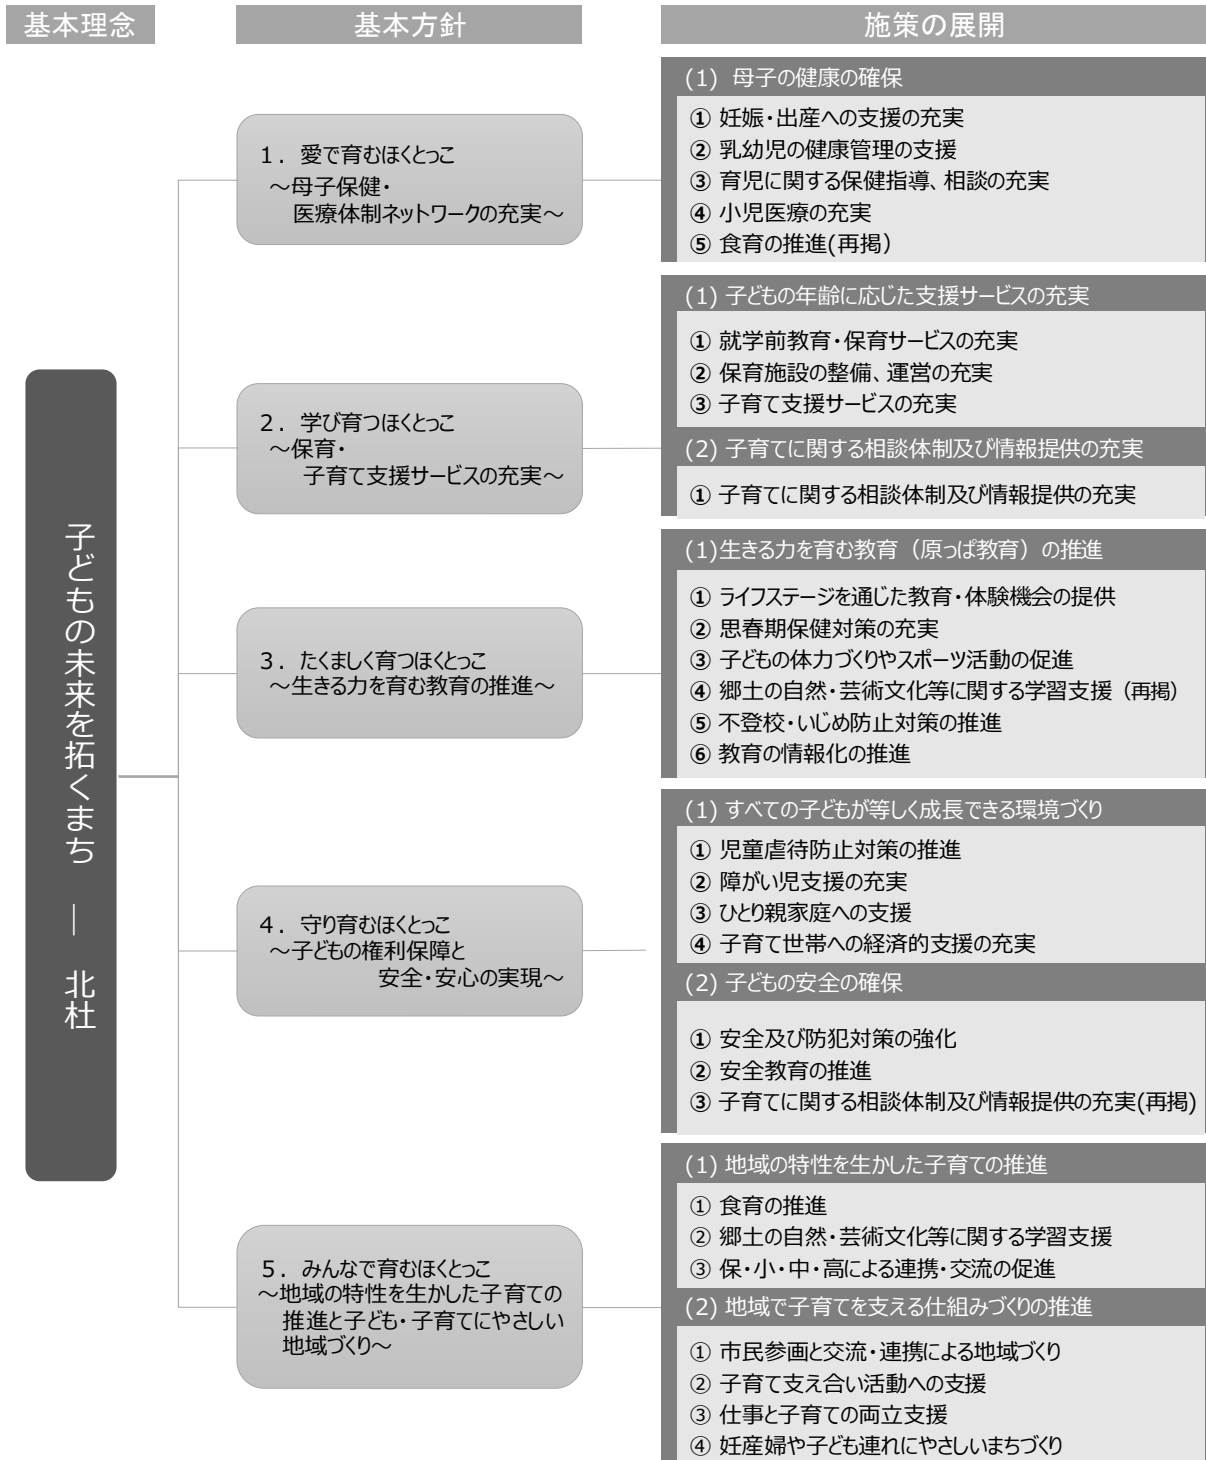 基本理念
基本方針
施策の展開
子どもの未来を拓くまち ― 北杜
1．愛で育むほくとっこ
～母子保健・
医療体制ネットワークの充実～
(1) 母子の健康の確保
① 妊娠・出産への支援の充実
② 乳幼児の健康管理の支援
③ 育児に関する保健指導、相談の充実
④ 小児医療の充実
⑤ 食育の推進(再掲）
2．学び育つほくとっこ
～保育・
子育て支援サービスの充実～
(1) 子どもの年齢に応じた支援サービスの充実
① 就学前教育・保育サービスの充実
② 保育施設の整備、運営の充実
③ 子育て支援サービスの充実
(2) 子育てに関する相談体制及び情報提供の充実
① 子育てに関する相談体制及び情報提供の充実
3．たくましく育つほくとっこ
～生きる力を育む教育の推進～
(1)生きる力を育む教育（原っぱ教育）の推進
① ライフステージを通じた教育・体験機会の提供
② 思春期保健対策の充実
③ 子どもの体力づくりやスポーツ活動の促進
④ 郷土の自然・芸術文化等に関する学習支援（再掲）
⑤ 不登校・いじめ防止対策の推進
⑥ 教育の情報化の推進
4．守り育むほくとっこ
～子どもの権利保障と
安全・安心の実現～
(1) すべての子どもが等しく成長できる環境づくり
① 児童虐待防止対策の推進
② 障がい児支援の充実
③ ひとり親家庭への支援
④ 子育て世帯への経済的支援の充実
(2) 子どもの安全の確保
① 安全及び防犯対策の強化
② 安全教育の推進
③ 子育てに関する相談体制及び情報提供の充実(再掲)
5．みんなで育むほくとっこ
～地域の特性を生かした子育ての
推進と子ども・子育てにやさしい
地域づくり～
(1) 地域の特性を生かした子育ての推進
① 食育の推進
② 郷土の自然・芸術文化等に関する学習支援
③ 保・小・中・高による連携・交流の促進
(2) 地域で子育てを支える仕組みづくりの推進
① 市民参画と交流・連携による地域づくり
② 子育て支え合い活動への支援
③ 仕事と子育ての両立支援
④ 妊産婦や子ども連れにやさしいまちづくり